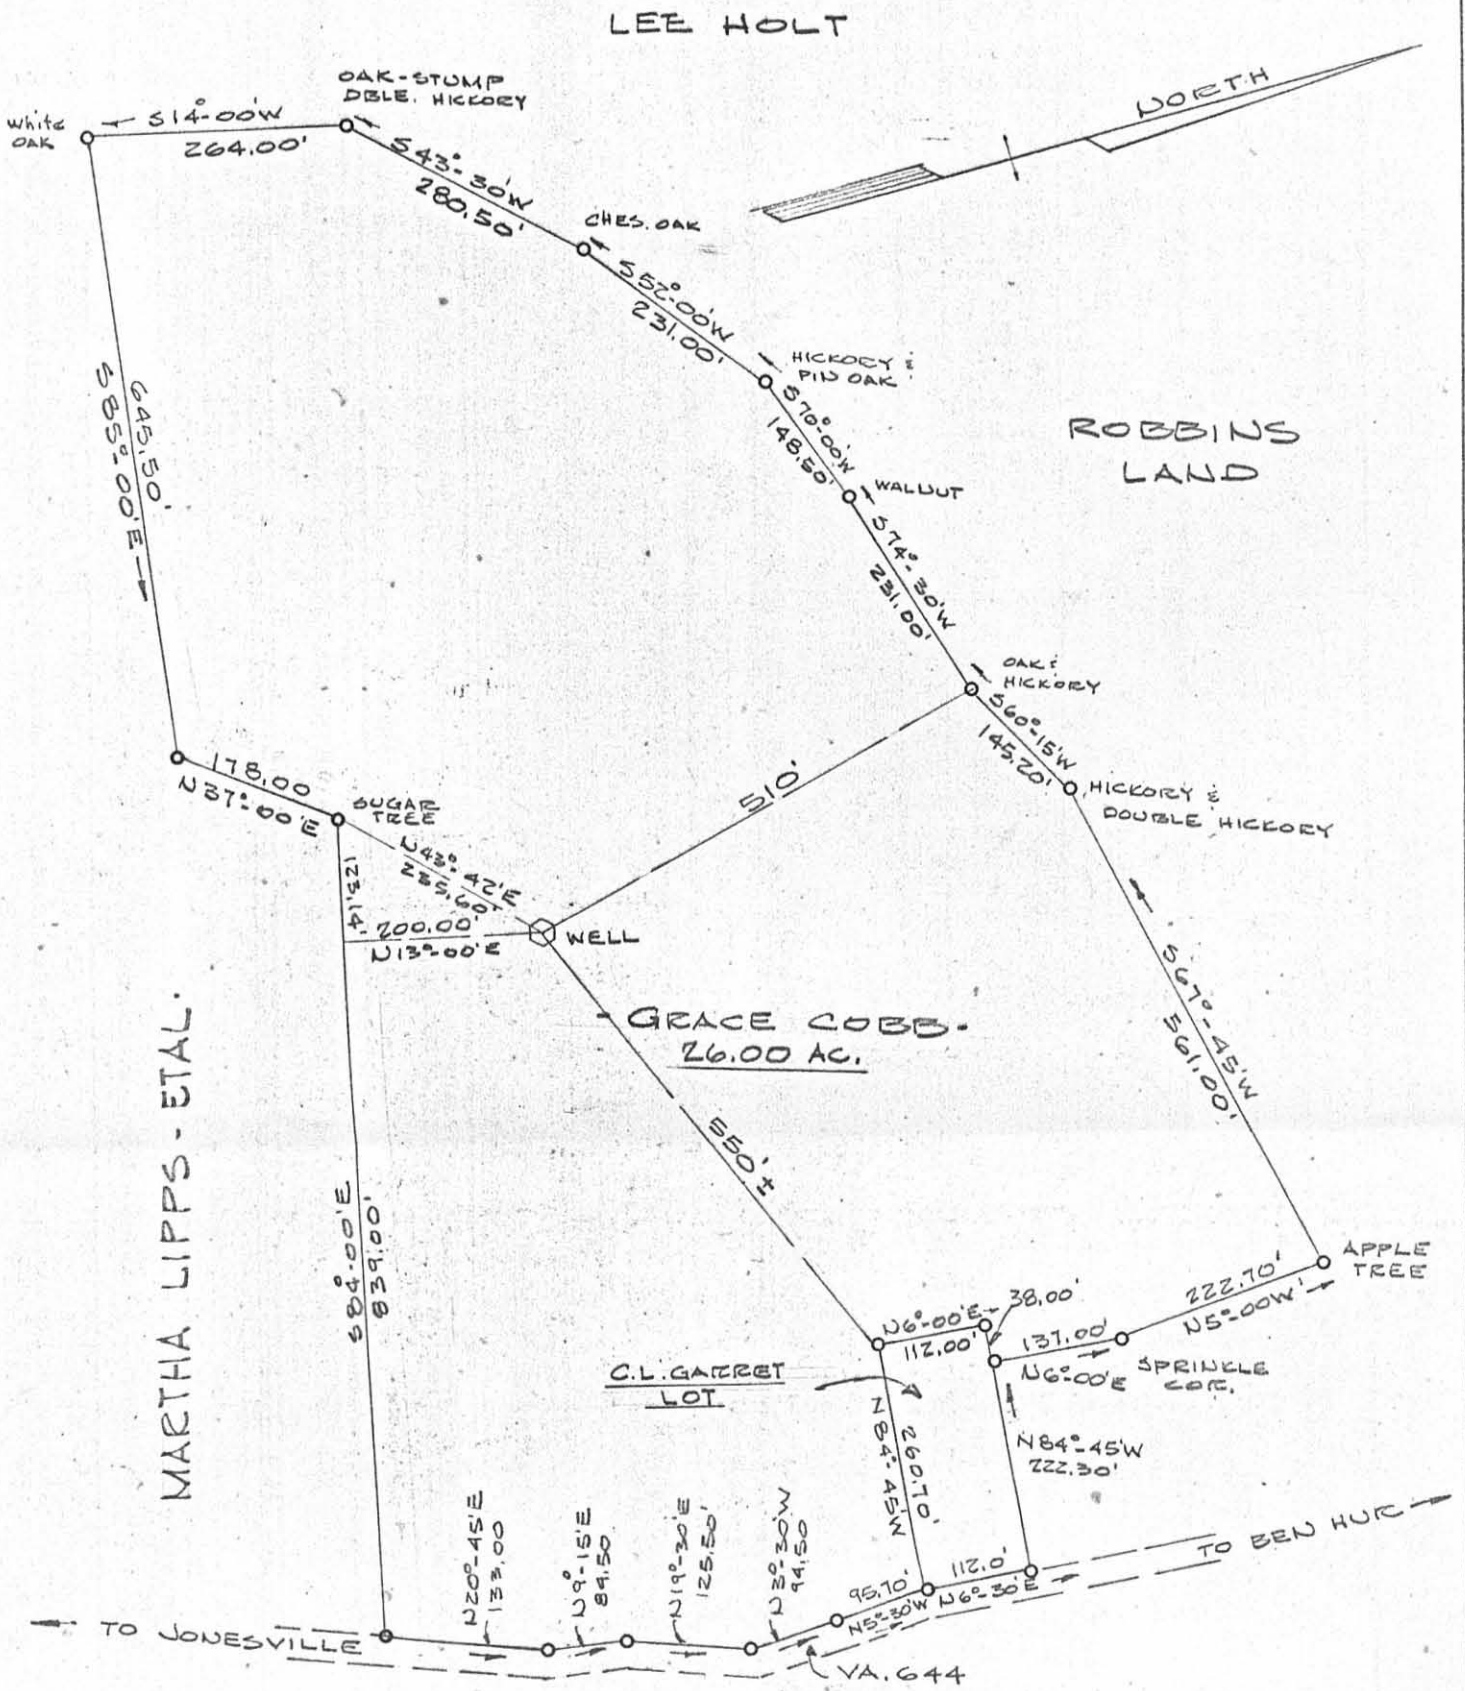 LEE HOLT
NORTH
OAK-STUMP
DBLE. HICKORY
White
OAK
S14°-00'W
264.00'
S43°-30'W
280.50'
CHES. OAK
S52°-00'W
231.00'
HICKORY &
PIN OAK
S70°-00'W
148.50'
WALNUT
ROBBINS
LAND
S74°-30'W
231.00'
645.50'
S85°-00'E
OAK &
HICKORY
S60°-15'W
145.20'
HICKORY &
DOUBLE HICKORY
510'
178.00
N37°-00'E
SUGAR
TREE
N43°-42'E
235.60'
123.14'
200.00'
N13°-00'E
WELL
GRACE COBB.
26.00 AC.
S67°-45'W
561.00'
MARTHA LIPPS - ETAL.
550'±
S84°-00'E
839.00'
APPLE
TREE
222.70'
N5°-00W'
38.00'
N6°-00'E
112.00'
137.00'
N6°-00'E
SPRINKLE
COR.
C.L. GARRET
LOT
N84°-45'W
260.70'
N84°-45'W
222.30'
N20°-45'E
133.00
N9°-15'E
84.50
N19°-30'E
125.50'
N3°-30'W
94.50
95.70'
N5°-30'W
112.0'
N6°-30'E
TO BEN HUR
TO JONESVILLE
VA. 644